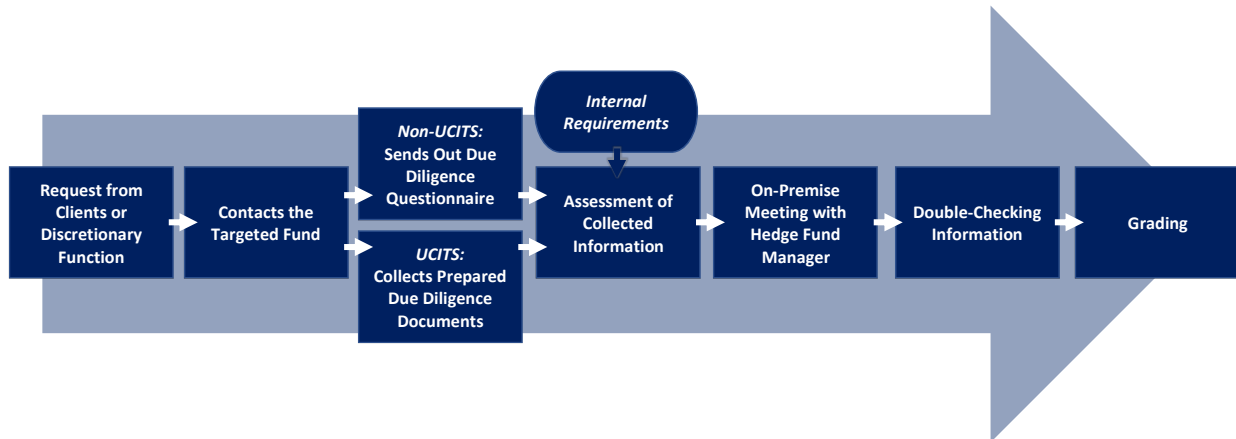 Request from
Clients or
Discretionary
Function
Contacts the
Targeted Fund
Non-UCITS:
Sends Out Due
Diligence
Questionnaire
UCITS:
Collects Prepared
Due Diligence
Documents
Internal
Requirements
Assessment of
Collected
Information
On-Premise
Meeting with
Hedge Fund
Manager
Double-Checking
Information
Grading